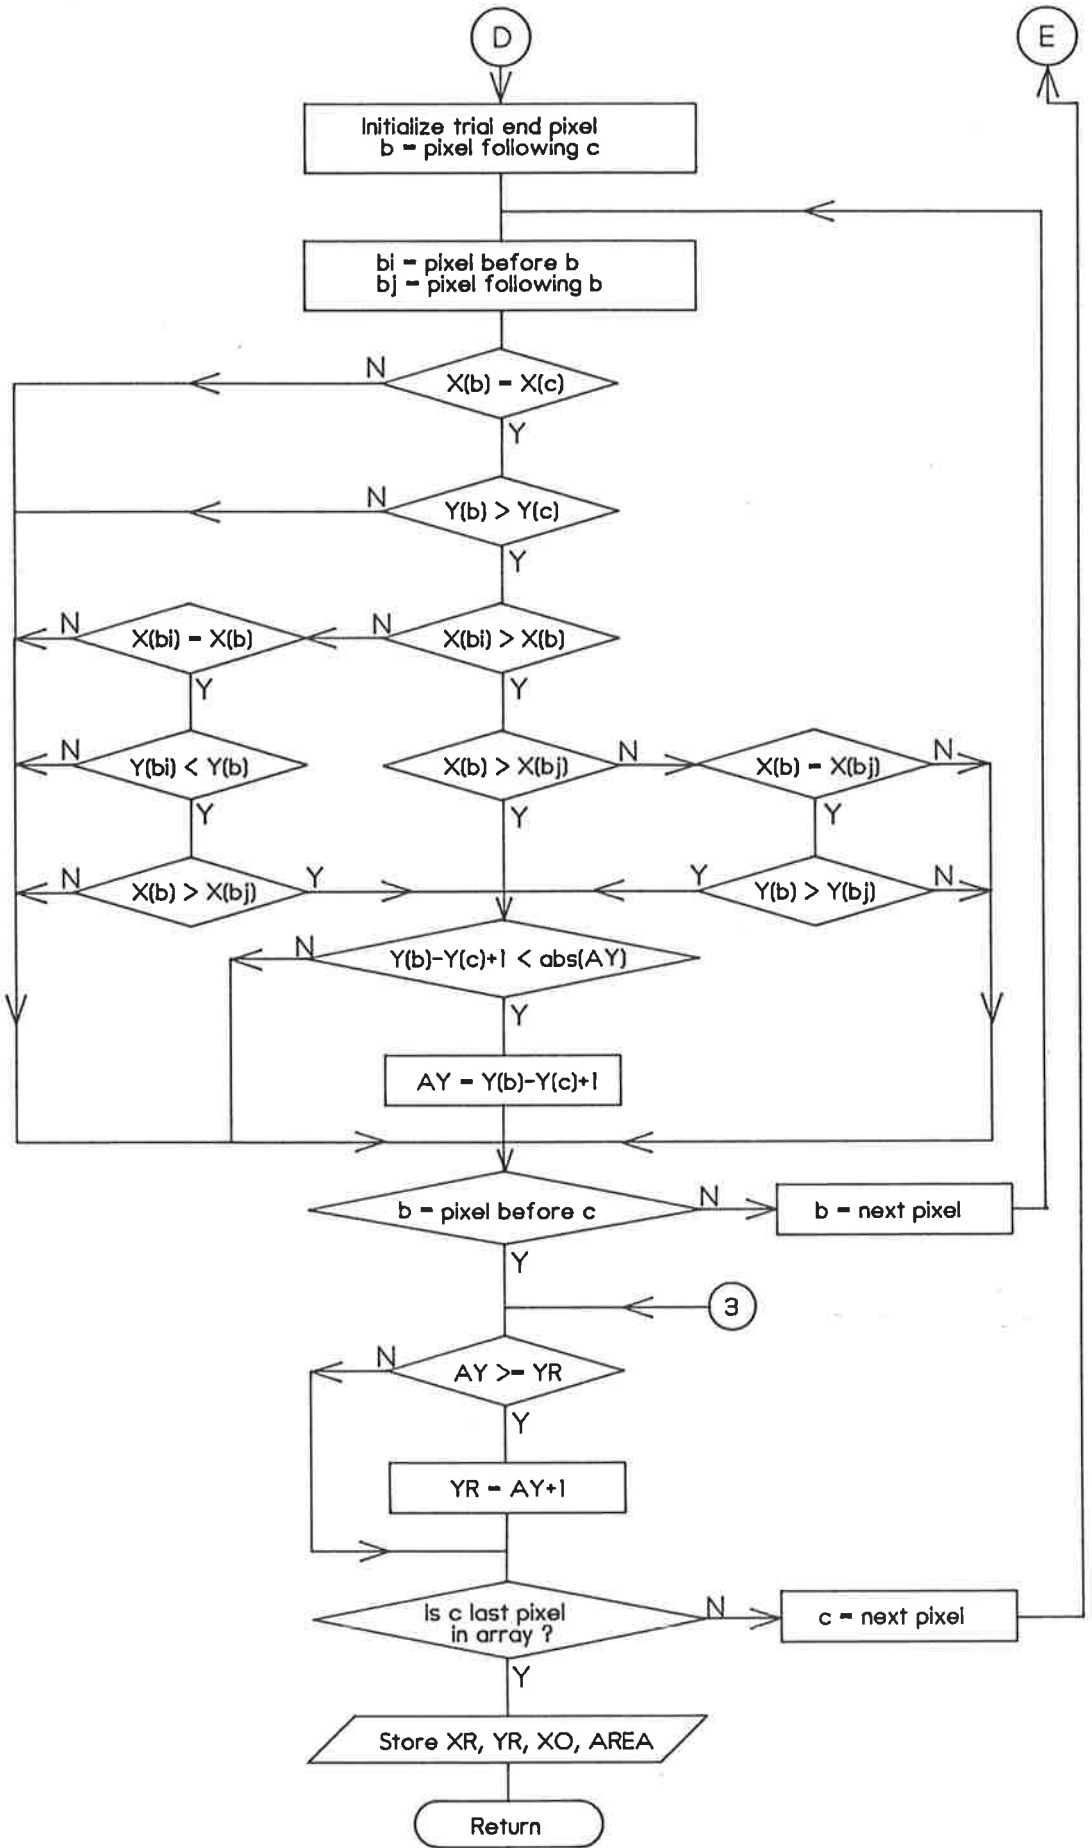 D
E
Initialize trial end pixel
b = pixel following c
bi = pixel before b
bj = pixel following b
N
X(b) = X(c)
Y
N
Y(b) > Y(c)
Y
N
X(bi) = X(b)
N
X(bi) > X(b)
Y
Y
N
Y(bi) < Y(b)
X(b) > X(bj)
N
X(b) = X(bj)
N
Y
Y
Y
N
X(b) > X(bj)
Y
Y
Y(b) > Y(bj)
N
N
Y(b)-Y(c)+1 < abs(AY)
Y
AY = Y(b)-Y(c)+1
b = pixel before c
N
b = next pixel
Y
3
N
AY >= YR
Y
YR = AY+1
is c last pixel
in array ?
N
c = next pixel
Y
Store XR, YR, XO, AREA
Return